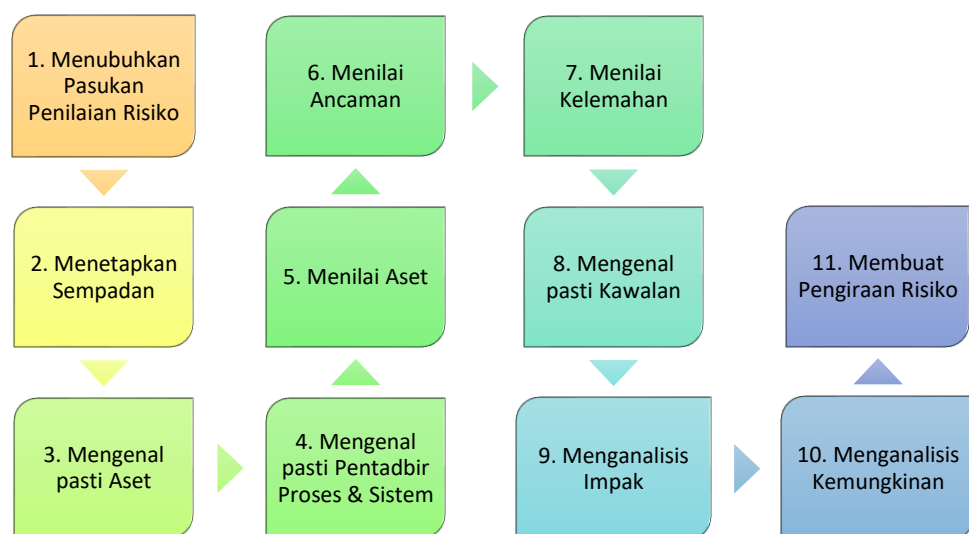 1. Menubuhkan
Pasukan
Penilaian Risiko
2. Menetapkan
Sempadan
3. Mengenal
pasti Aset
4. Mengenal
pasti Pentadbir
Proses & Sistem
5. Menilai Aset
6. Menilai
Ancaman
7. Menilai
Kelemahan
8. Mengenal
pasti Kawalan
9. Menganalisis
Impak
10. Menganalisis
Kemungkinan
11. Membuat
Pengiraan Risiko